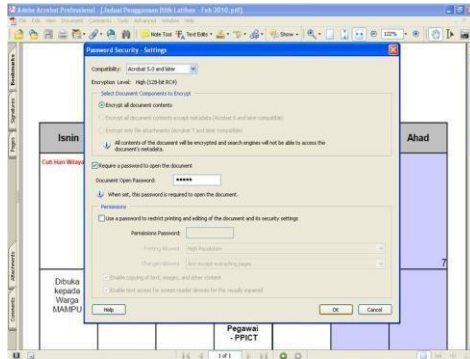 Adobe Acrobat Professional - [Jadual Penggunaan Bilik Latihan - Feb 2010.pdf]
File Edit View Document Comments Tools Advanced Window Help
Note Tool Text Edits Show 102%
Bookmarks
Signatures
Pages
Attachments
Comments
Isnin
Ahad
Cuti Hari Wilaya
7
Dibuka
kepada
Warga
MAMPU
Pegawai
- PPICT
Password Security - Settings
Compatibility: Acrobat 5.0 and later
Encryption Level: High (128-bit RC4)
Select Document Components to Encrypt
Encrypt all document contents
Encrypt all document contents except metadata (Acrobat 6 and later compatible)
Encrypt only file attachments (Acrobat 7 and later compatible)
All contents of the document will be encrypted and search engines will not be able to access the
document's metadata.
Require a password to open the document
Document Open Password: *****
When set, this password is required to open the document.
Permissions
Use a password to restrict printing and editing of the document and its security settings
Permissions Password:
Printing Allowed: High Resolution
Changes Allowed: Any except extracting pages
Enable copying of text, images, and other content
Enable text access for screen reader devices for the visually impaired
Help OK Cancel
1 of 1